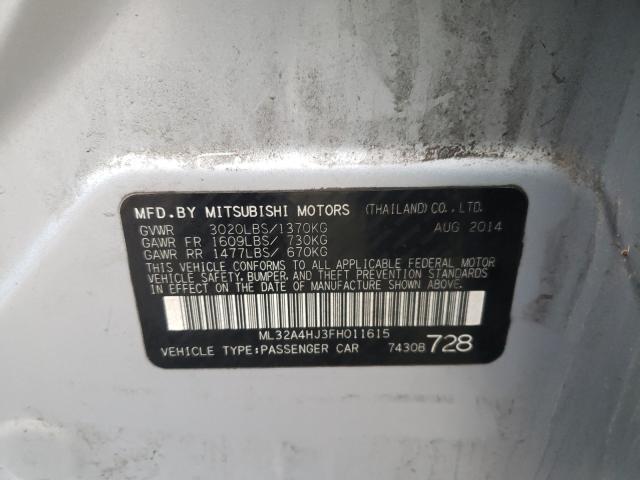 MFD.BY MITSUBISHI MOTORS (THAILAND) CO.,LTD.
GVWR 3020LBS/1370KG AUG 2014
GAWR FR 1609LBS/ 730KG
GAWR RR 1477LBS/ 670KG
THIS VEHICLE CONFORMS TO ALL APPLICABLE FEDERAL MOTOR
VEHICLE SAFETY,BUMPER,AND THEFT PREVENTION STANDARDS
IN EFFECT ON THE DATE OF MANUFACTURE SHOWN ABOVE.
ML32A4HJ3FH011615
VEHICLE TYPE:PASSENGER CAR 7430B 728